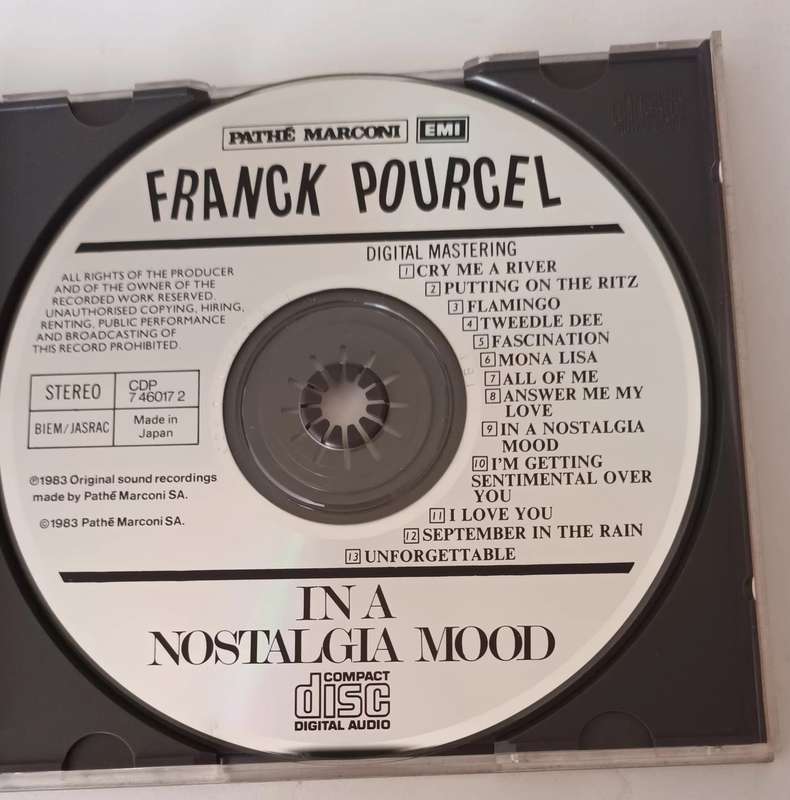 PATHÉ MARCONI EMI
FRANCK POURCEL
DIGITAL MASTERING
1 CRY ME A RIVER
2 PUTTING ON THE RITZ
3 FLAMINGO
4 TWEEDLE DEE
5 FASCINATION
6 MONA LISA
7 ALL OF ME
8 ANSWER ME MY
LOVE
9 IN A NOSTALGIA
MOOD
10 I'M GETTING
SENTIMENTAL OVER
YOU
11 I LOVE YOU
12 SEPTEMBER IN THE RAIN
13 UNFORGETTABLE
ALL RIGHTS OF THE PRODUCER
AND OF THE OWNER OF THE
RECORDED WORK RESERVED.
UNAUTHORISED COPYING, HIRING,
RENTING, PUBLIC PERFORMANCE
AND BROADCASTING OF
THIS RECORD PROHIBITED.
STEREO
CDP
7 46017 2
BIEM/JASRAC
Made in
Japan
℗1983 Original sound recordings
made by Pathé Marconi SA.
©1983 Pathé Marconi SA.
IN A
NOSTALGIA MOOD
COMPACT
disc
DIGITAL AUDIO